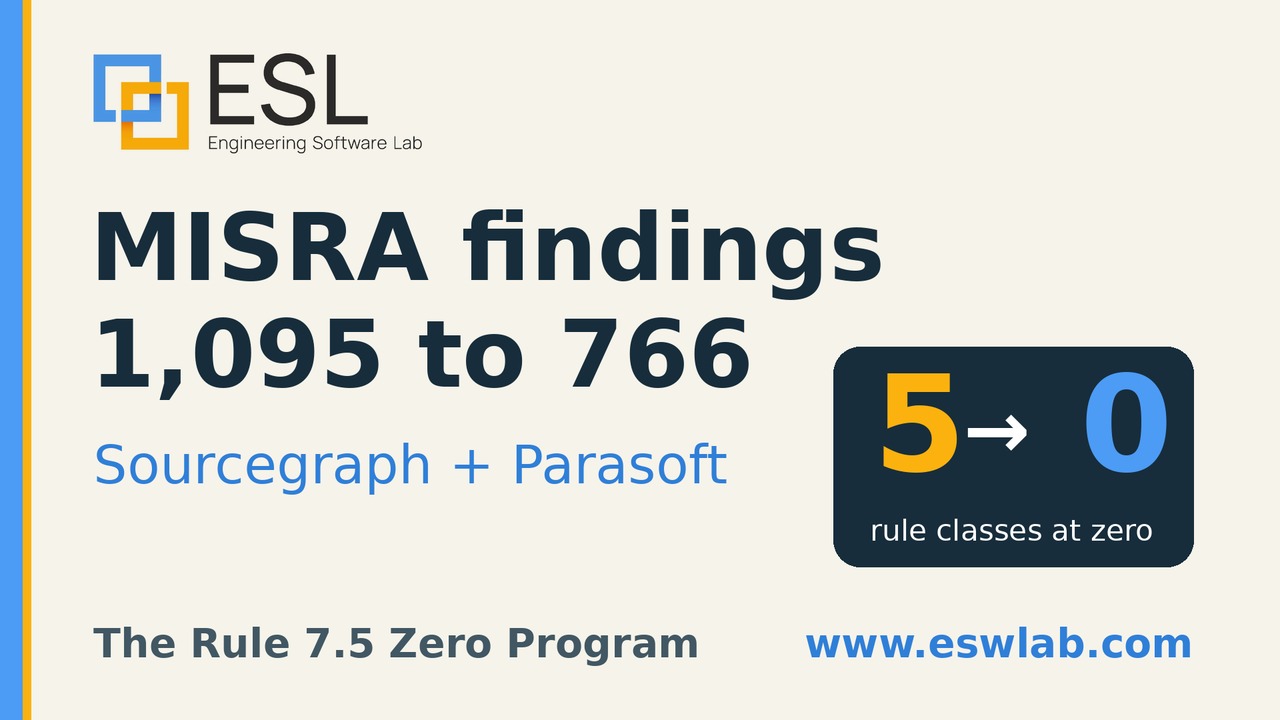 ESL
Engineering Software Lab
MISRA findings
1,095 to 766
Sourcegraph + Parasoft
5→ 0
rule classes at zero
The Rule 7.5 Zero Program
www.eswlab.com